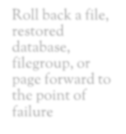 Roll back a file,
restored
database,
filegroup, or
page forward to
the point of
failure